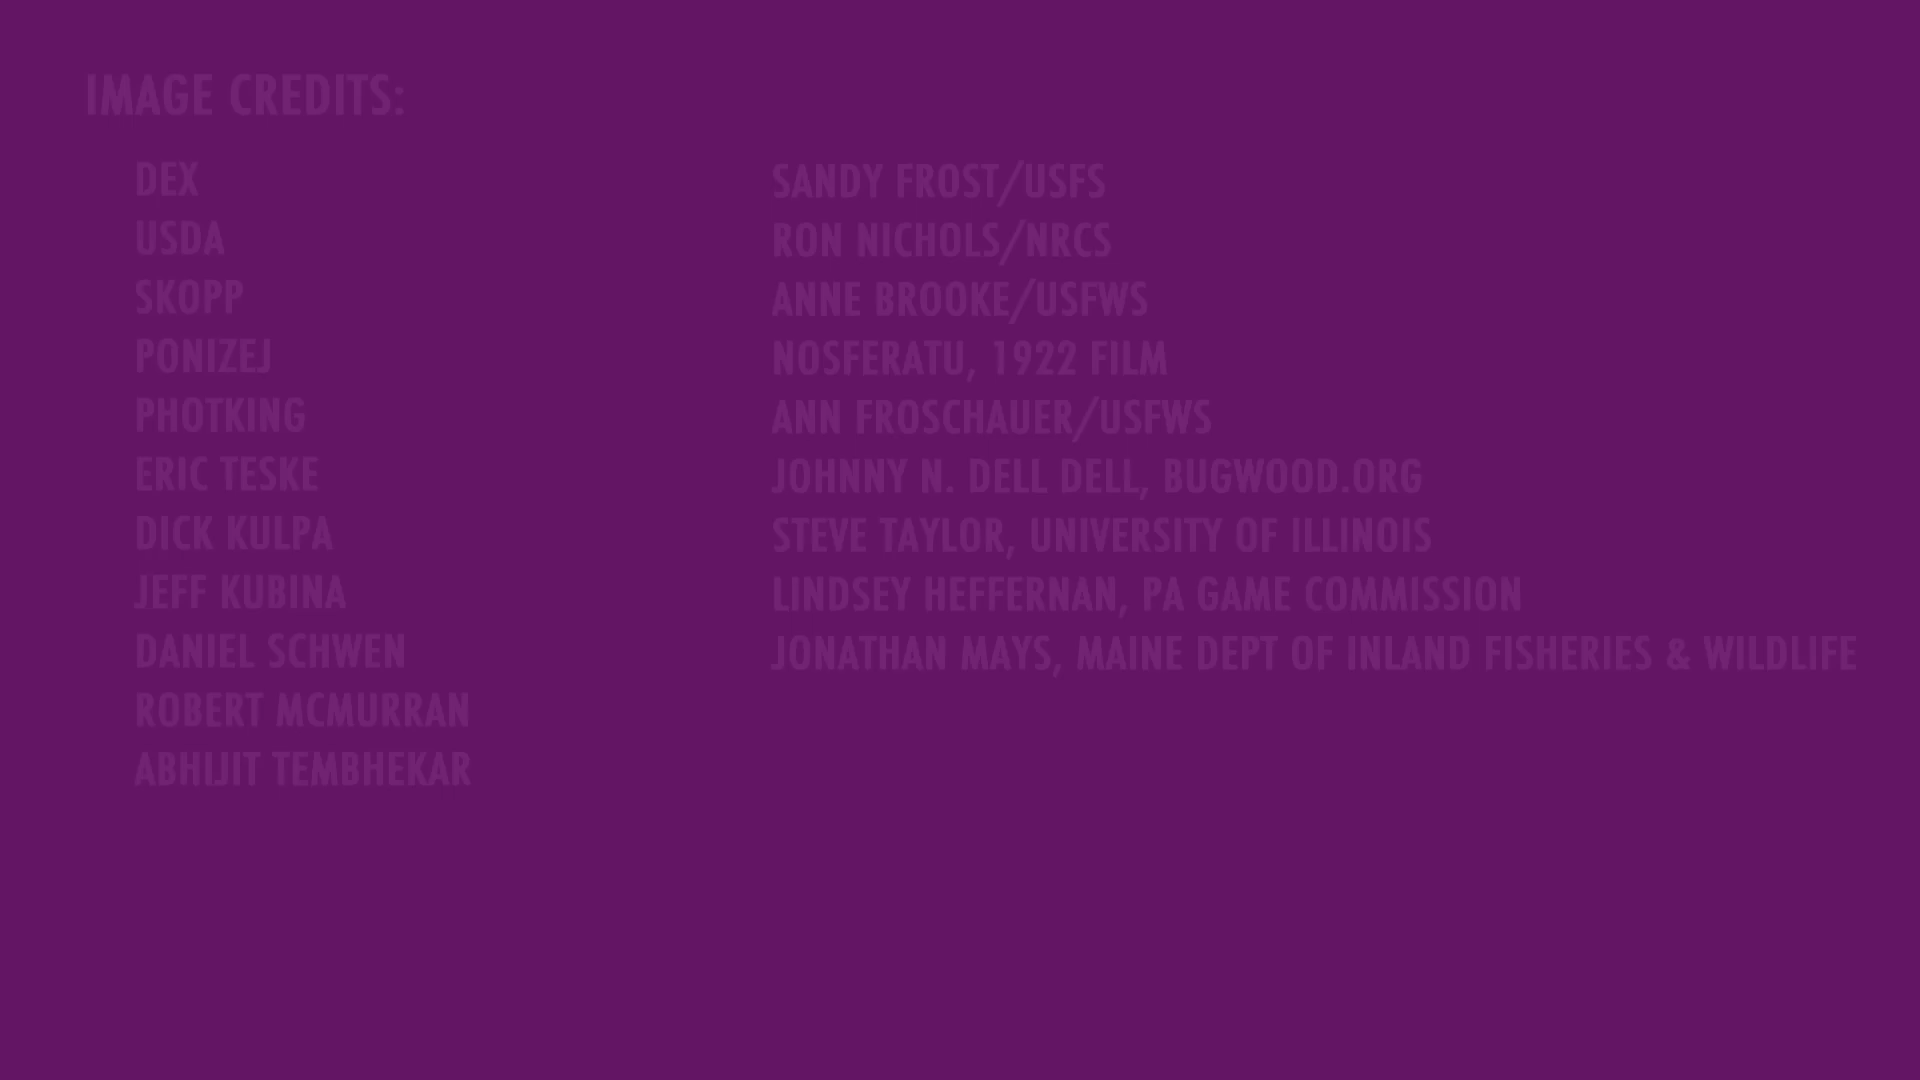 IMAGE CREDITS:
DEX
USDA
SKOPP
PONIZEJ
PHOTKING
ERIC TESKE
DICK KULPA
JEFF KUBINA
DANIEL SCHWEN
ROBERT MCMURRAN
ABHIJIT TEMBHEKAR
SANDY FROST/USFS
RON NICHOLS/NRCS
ANNE BROOKE/USFWS
NOSFERATU, 1922 FILM
ANN FROSCHAUER/USFWS
JOHNNY N. DELL DELL, BUGWOOD.ORG
STEVE TAYLOR, UNIVERSITY OF ILLINOIS
LINDSEY HEFFERNAN, PA GAME COMMISSION
JONATHAN MAYS, MAINE DEPT OF INLAND FISHERIES & WILDLIFE